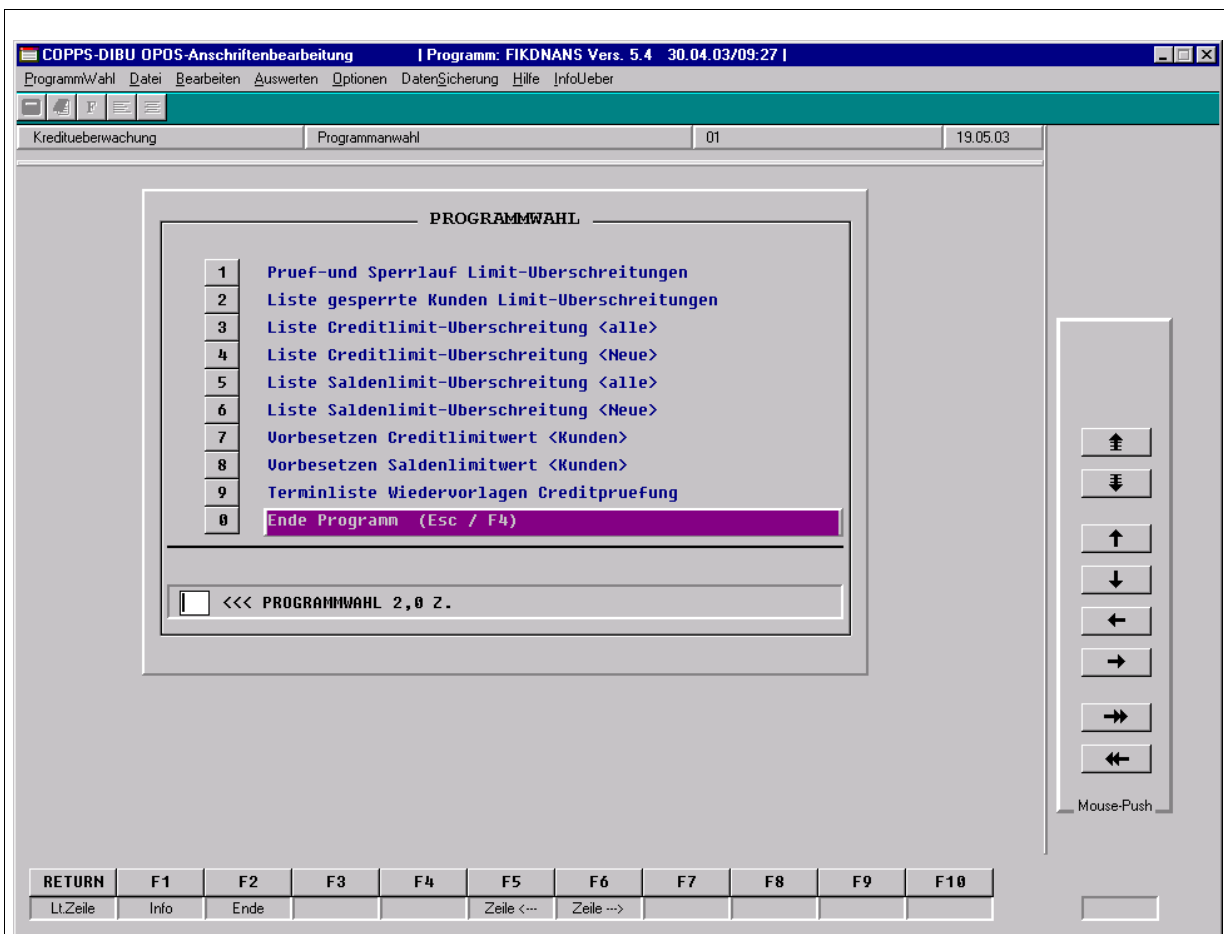 COPPS-DIBU OPOS-Anschriftenbearbeitung | Programm: FIKDNANS Vers. 5.4 30.04.03/09:27 |
ProgrammWahl Datei Bearbeiten Auswerten Optionen DatenSicherung Hilfe InfoUeber
F
Kreditueberwachung Programmanwahl 01 19.05.03
PROGRAMMWAHL
1 Pruef-und Sperrlauf Limit-Uberschreitungen
2 Liste gesperrte Kunden Limit-Uberschreitungen
3 Liste Creditlimit-Uberschreitung <alle>
4 Liste Creditlimit-Uberschreitung <Neue>
5 Liste Saldenlimit-Uberschreitung <alle>
6 Liste Saldenlimit-Uberschreitung <Neue>
7 Vorbesetzen Creditlimitwert <Kunden>
8 Vorbesetzen Saldenlimitwert <Kunden>
9 Terminliste Wiedervorlagen Creditpruefung
0 Ende Programm (Esc / F4)
<<< PROGRAMMWAHL 2,0 Z.
Mouse-Push
RETURN F1 F2 F3 F4 F5 F6 F7 F8 F9 F10
Lt.Zeile Info Ende Zeile <--- Zeile --->